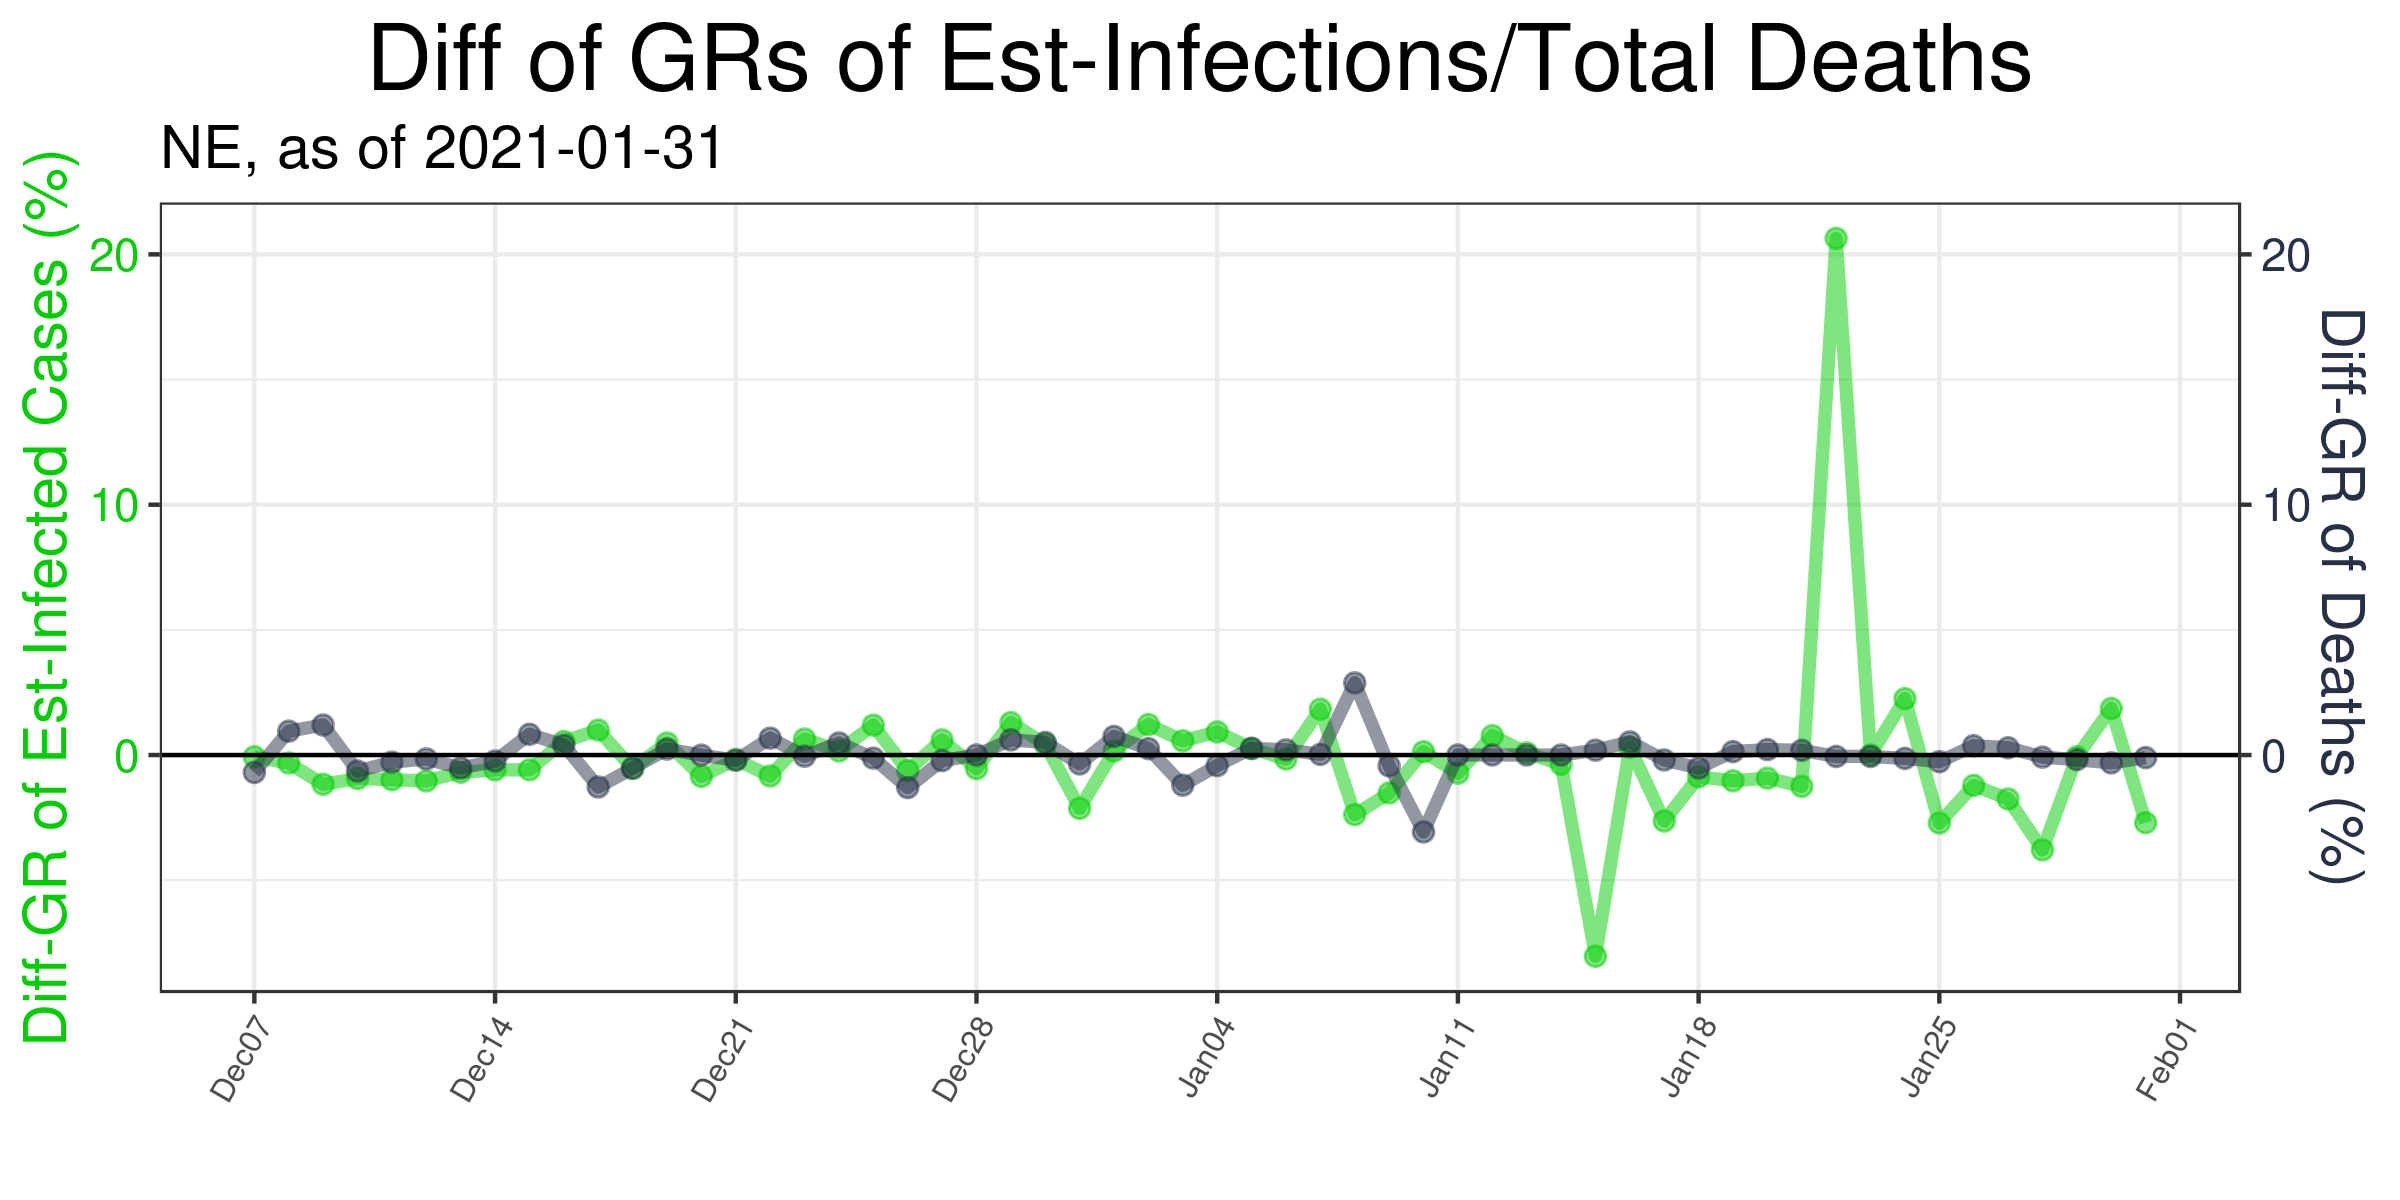 Diff of GRs of Est-Infections/Total Deaths
NE, as of 2021-01-31
Diff-GR of Est-Infected Cases (%)
20
10
0
20
10
0
Diff-GR of Deaths (%)
Dec07
Dec14
Dec21
Dec28
Jan04
Jan11
Jan18
Jan25
Feb01